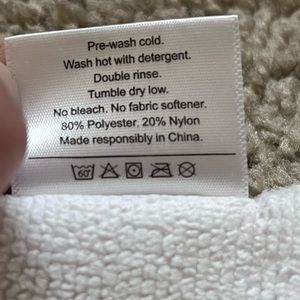 Pre-wash cold.
Wash hot with detergent.
Double rinse.
Tumble dry low.
No bleach. No fabric softener.
80% Polyester, 20% Nylon
Made responsibly in China.
60°